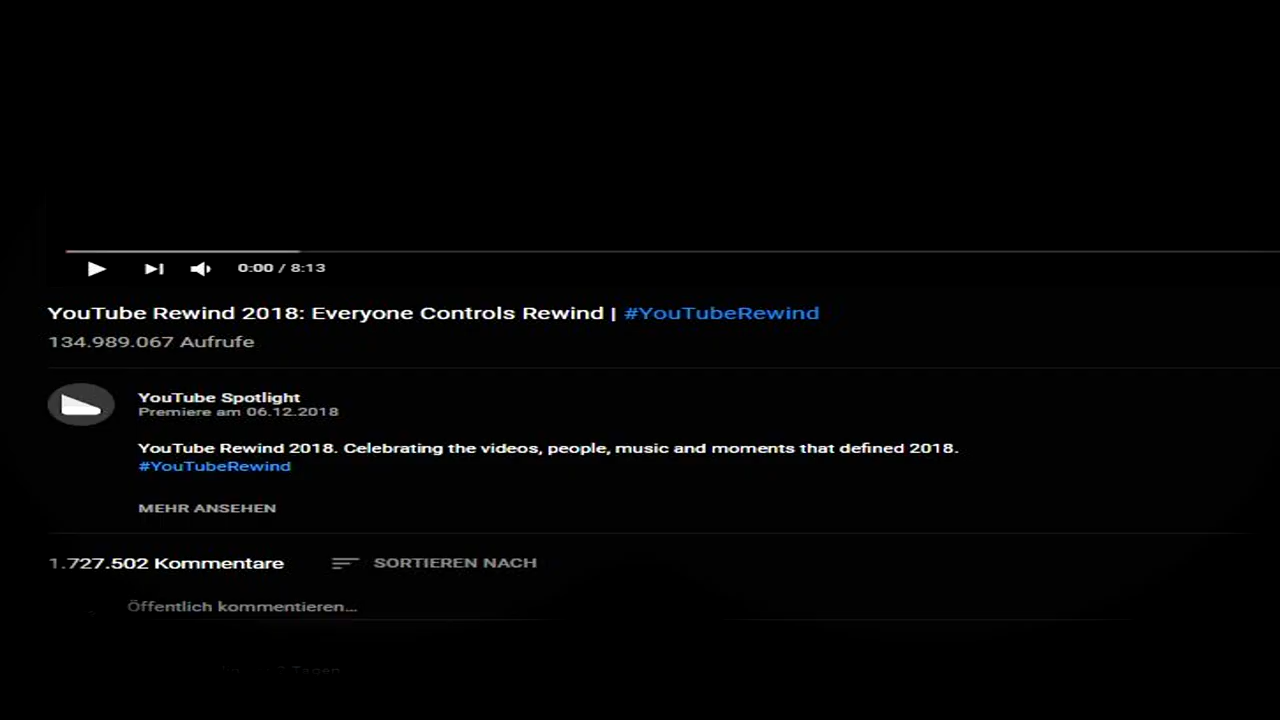 0:00 / 8:13
YouTube Rewind 2018: Everyone Controls Rewind | #YouTubeRewind
134.989.067 Aufrufe
YouTube Spotlight
Premiere am 06.12.2018
YouTube Rewind 2018. Celebrating the videos, people, music and moments that defined 2018.
#YouTubeRewind
MEHR ANSEHEN
1.727.502 Kommentare SORTIEREN NACH
Öffentlich kommentieren...
Tagen